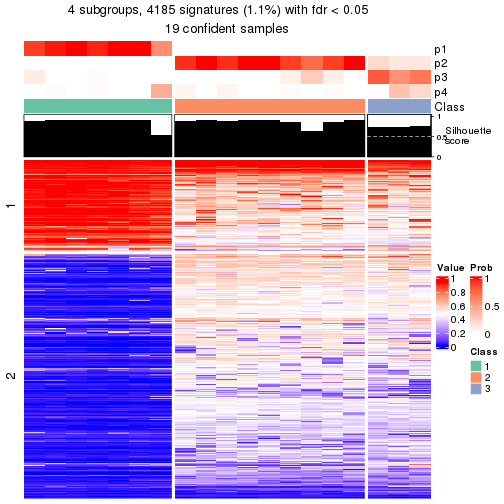 4 subgroups, 4185 signatures (1.1%) with fdr < 0.05
19 confident samples
p1
p2
p3
p4
Class
1
0.5
0
Silhouette
score
1
2
Value
1
0.8
0.6
0.4
0.2
0
Prob
1
0.5
0
Class
1
2
3